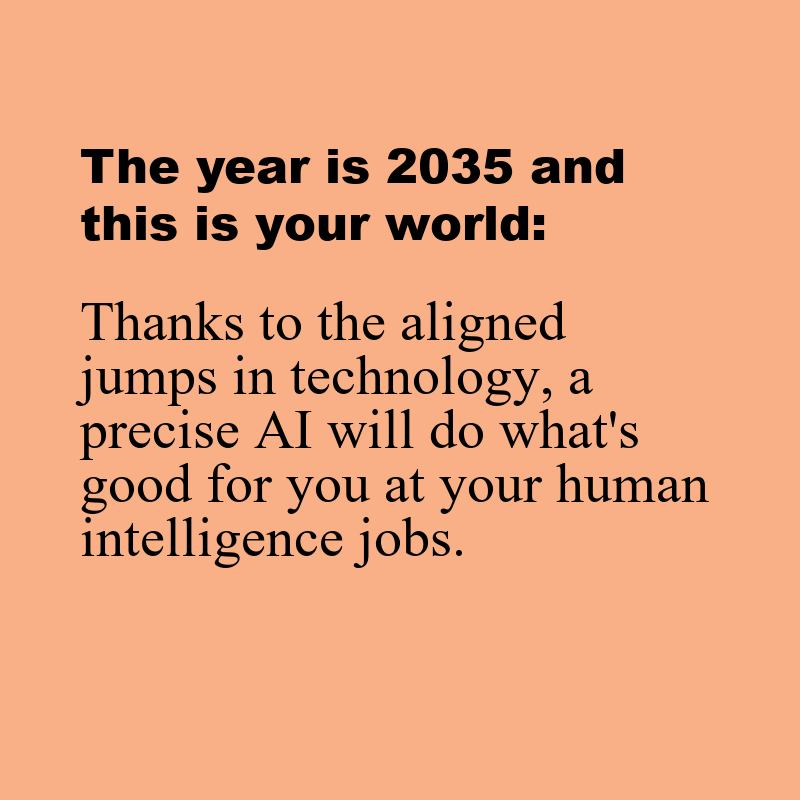 The year is 2035 and
this is your world:
Thanks to the aligned
jumps in technology, a
precise AI will do what's
good for you at your human
intelligence jobs.